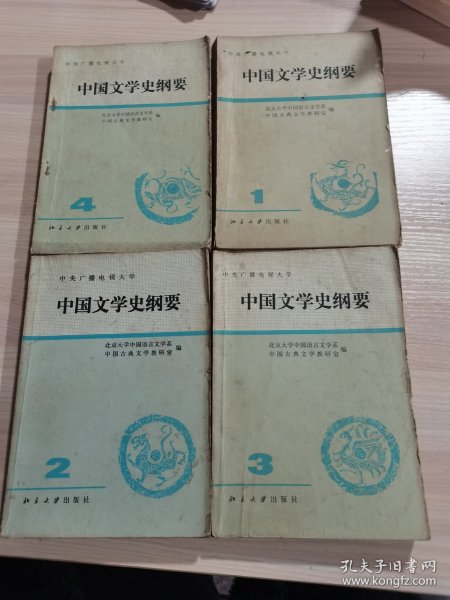 中央广播电视大学
中国文学史纲要
北京大学中国语言文学系
中国古典文学教研室 编
4
北京大学出版社
中央广播电视大学
中国文学史纲要
北京大学中国语言文学系
中国古典文学教研室 编
1
北京大学出版社
中央广播电视大学
中国文学史纲要
北京大学中国语言文学系
中国古典文学教研室 编
2
北京大学出版社
中央广播电视大学
中国文学史纲要
北京大学中国语言文学系
中国古典文学教研室 编
3
北京大学出版社
孔夫子旧书网
www.kongfz.com